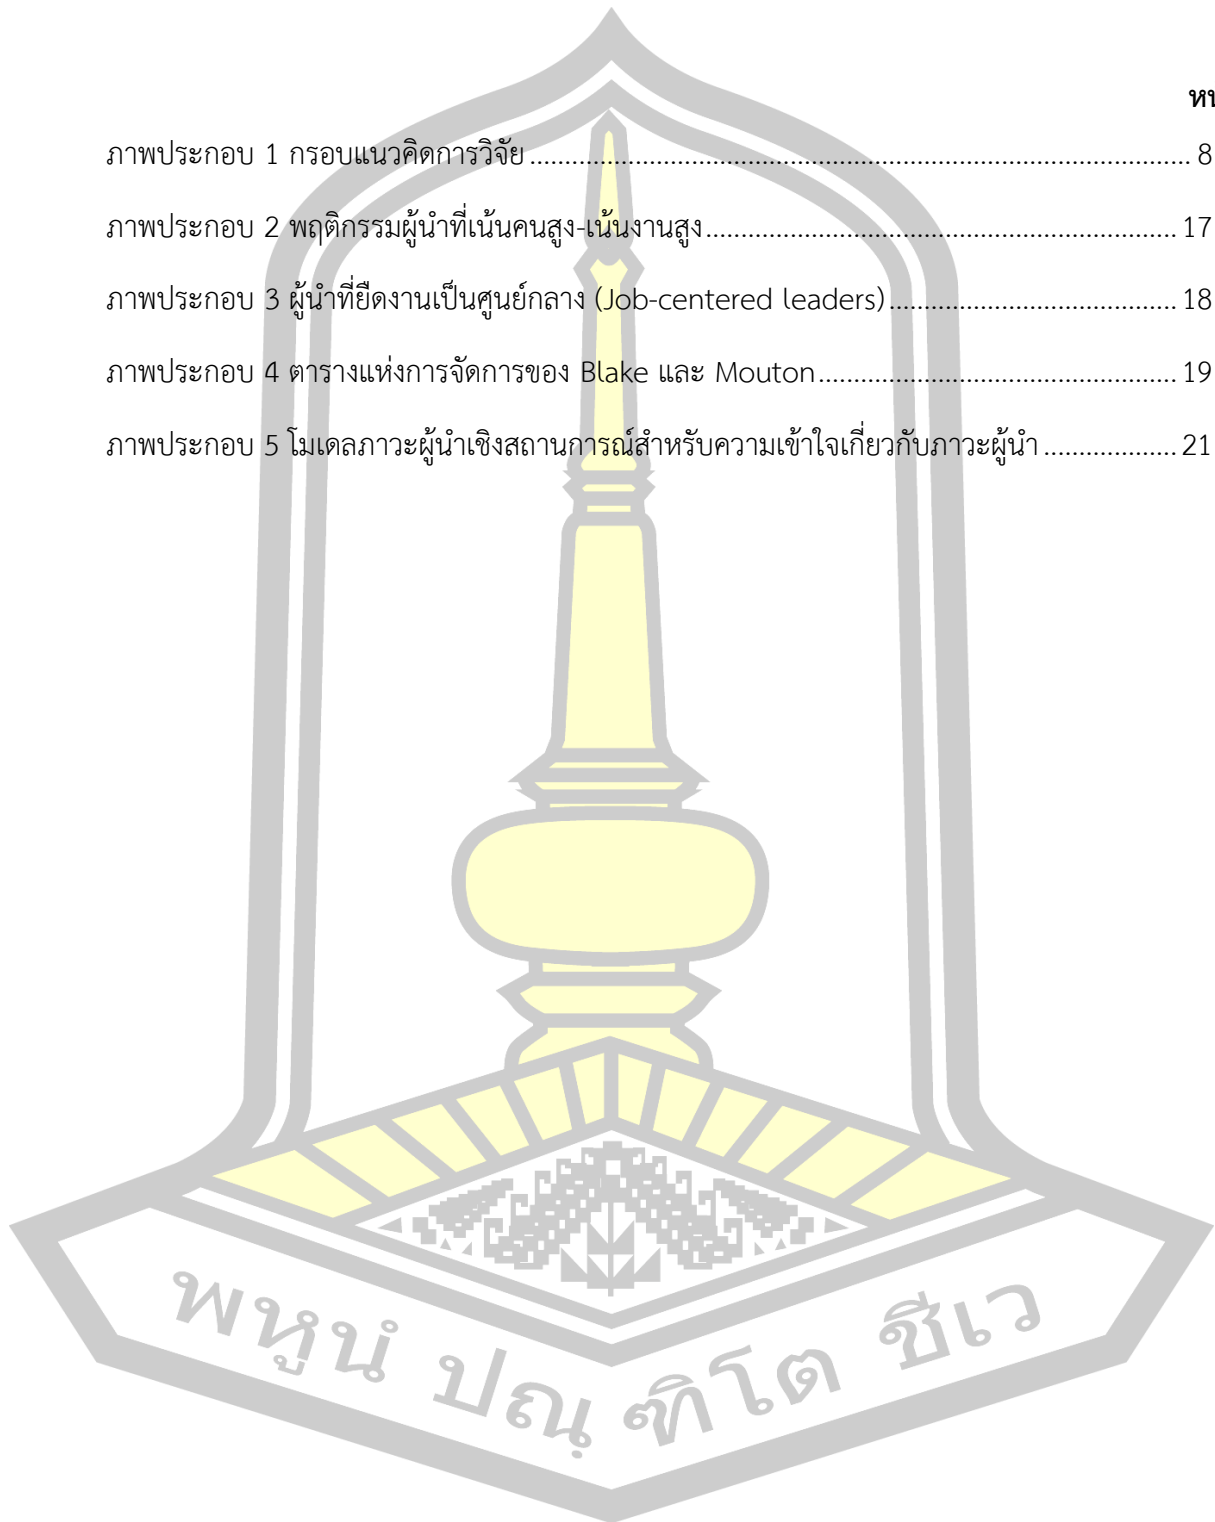 ภาพประกอบ 1 กรอบแนวคิดการวิจัย........................................................................................... 8
ภาพประกอบ 2 พฤติกรรมผู้นำที่เน้นคนสูง-เน้นงานสูง................................................................. 17
ภาพประกอบ 3 ผู้นำที่ยึดงานเป็นศูนย์กลาง (Job-centered leaders)........................................ 18
ภาพประกอบ 4 ตารางแห่งการจัดการของ Blake และ Mouton.................................................. 19
ภาพประกอบ 5 โมเดลภาวะผู้นำเชิงสถานการณ์สำหรับความเข้าใจเกี่ยวกับภาวะผู้นำ................... 21
พหูนํ ปณฺ ฑิโต ชีเว